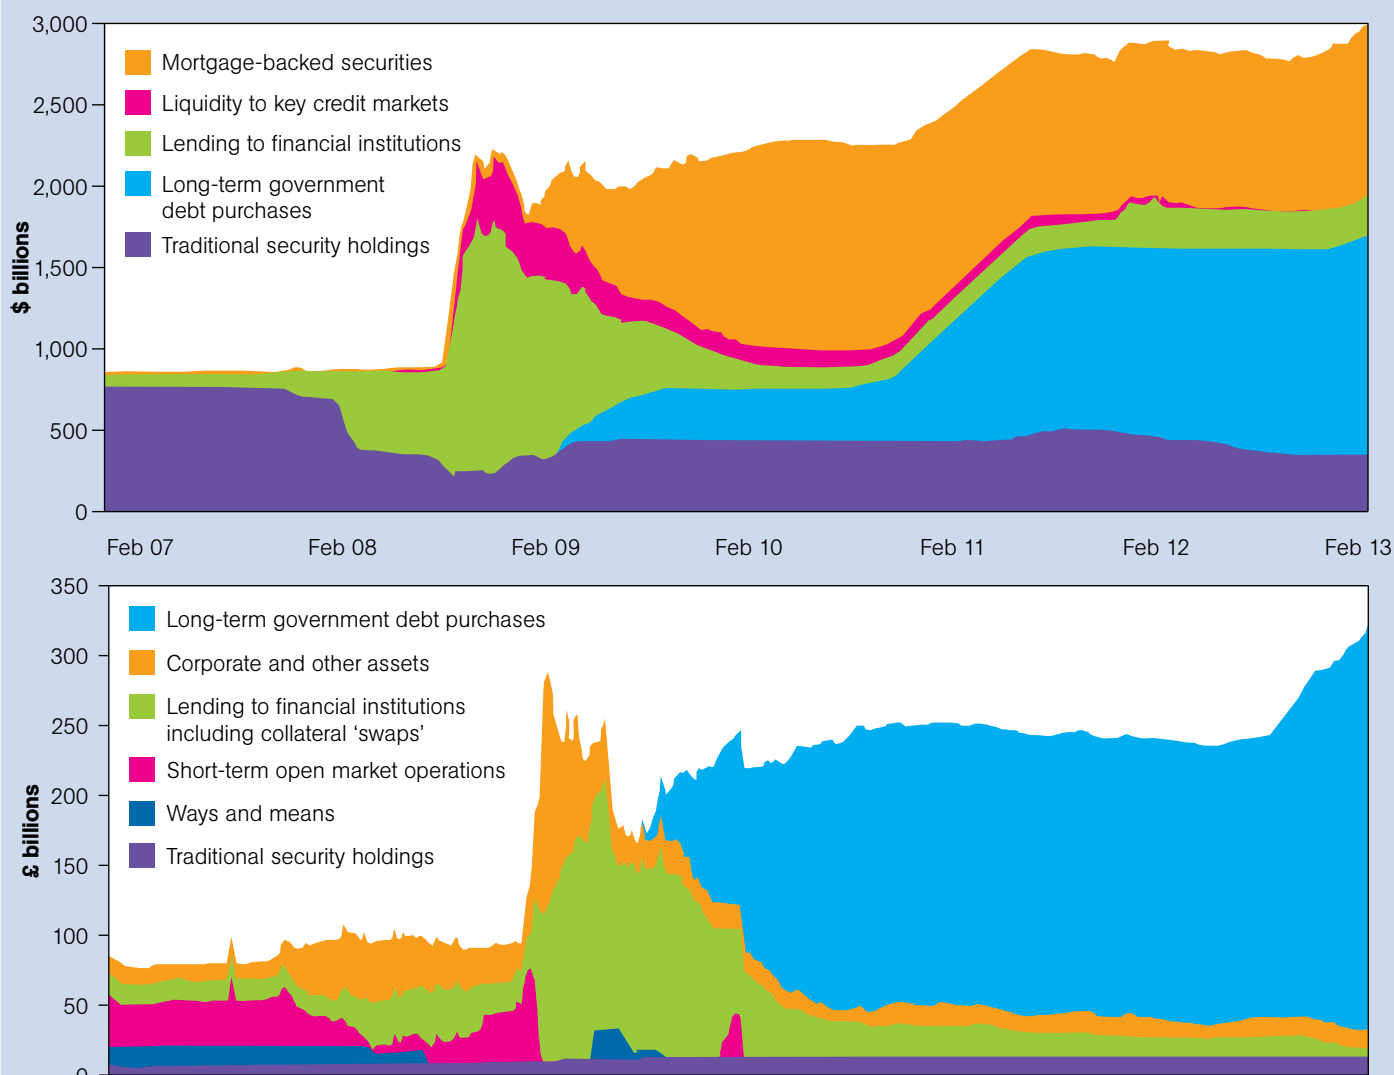 3,000
2,500
2,000
1,500
1,000
500
0
$ billions
Mortgage-backed securities
Liquidity to key credit markets
Lending to financial institutions
Long-term government
debt purchases
Traditional security holdings
Feb 07 Feb 08 Feb 09 Feb 10 Feb 11 Feb 12 Feb 13
350
300
250
200
150
100
50
0
£ billions
Long-term government debt purchases
Corporate and other assets
Lending to financial institutions
including collateral ‘swaps’
Short-term open market operations
Ways and means
Traditional security holdings